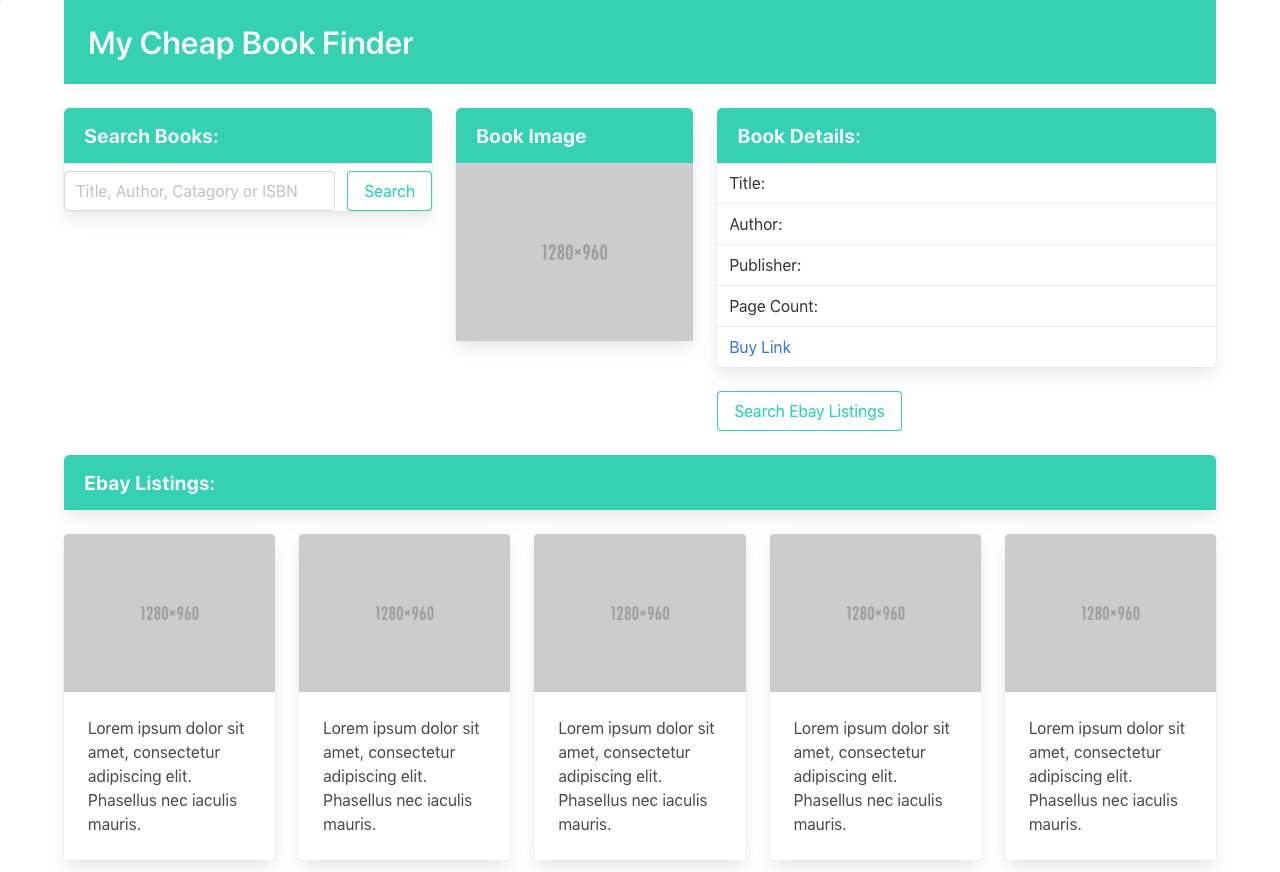 My Cheap Book Finder
Search Books:
Title, Author, Catagory or ISBN
Search
Book Image
1280×960
Book Details:
Title:
Author:
Publisher:
Page Count:
Buy Link
Search Ebay Listings
Ebay Listings:
1280×960
Lorem ipsum dolor sit
amet, consectetur
adipiscing elit.
Phasellus nec iaculis
mauris.
1280×960
Lorem ipsum dolor sit
amet, consectetur
adipiscing elit.
Phasellus nec iaculis
mauris.
1280×960
Lorem ipsum dolor sit
amet, consectetur
adipiscing elit.
Phasellus nec iaculis
mauris.
1280×960
Lorem ipsum dolor sit
amet, consectetur
adipiscing elit.
Phasellus nec iaculis
mauris.
1280×960
Lorem ipsum dolor sit
amet, consectetur
adipiscing elit.
Phasellus nec iaculis
mauris.